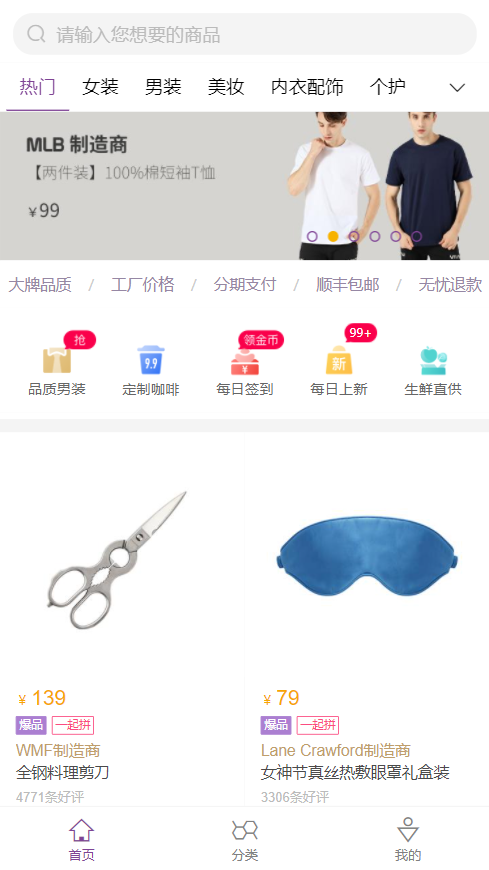 请输入您想要的商品
热门 女装 男装 美妆 内衣配饰 个护
MLB 制造商
【两件装】100%棉短袖T恤
¥99
大牌品质 / 工厂价格 / 分期支付 / 顺丰包邮 / 无忧退款
抢 领金币 99+
9.9 ¥ 新
品质男装 定制咖啡 每日签到 每日上新 生鲜直供
¥ 139
爆品 一起拼
WMF制造商
全钢料理剪刀
4771条好评
¥ 79
爆品 一起拼
Lane Crawford制造商
女神节真丝热敷眼罩礼盒装
3306条好评
首页 分类 我的